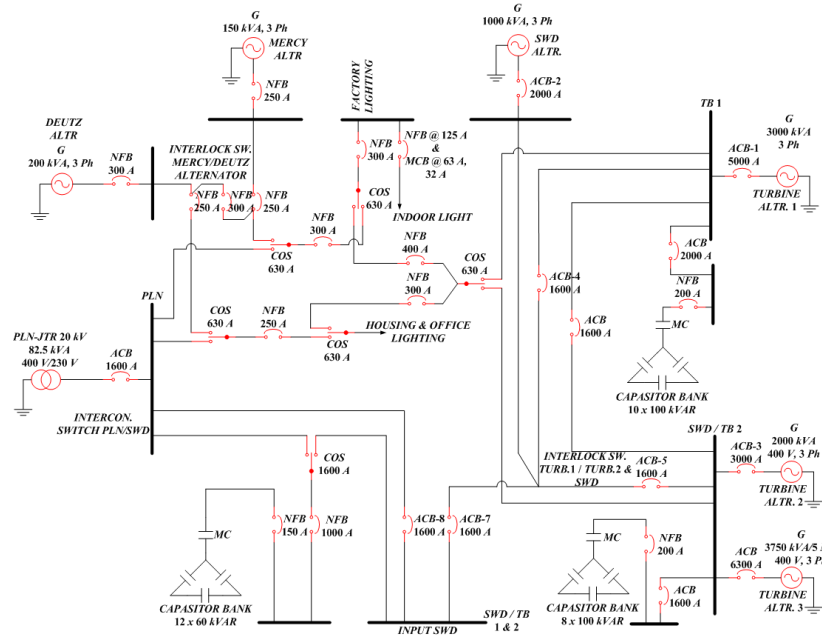 G
150 kVA, 3 Ph
MERCY
ALTR
NFB
250 A
G
1000 kVA, 3 Ph
SWD
ALTR.
ACB-2
2000 A
FACTORY
LIGHTING
NFB
300 A
NFB @ 125 A
&
MCB @ 63 A,
32 A
COS
630 A
INDOOR LIGHT
TB 1
G
3000 kVA
3 Ph
ACB-1
5000 A
TURBINE
ALTR. 1
DEUTZ
ALTR
G
200 kVA, 3 Ph
NFB
300 A
INTERLOCK SW.
MERCY/DEUTZ
ALTERNATOR
NFB
250 A
NFB
300 A
NFB
250 A
COS
630 A
NFB
300 A
NFB
400 A
NFB
300 A
COS
630 A
ACB-4
1600 A
ACB
1600 A
ACB
2000 A
NFB
200 A
MC
CAPASITOR BANK
10 x 100 kVAR
PLN
PLN-JTR 20 kV
82.5 kVA
400 V/230 V
ACB
1600 A
INTERCON.
SWITCH PLN/SWD
COS
630 A
NFB
250 A
HOUSING & OFFICE
LIGHTING
COS
630 A
COS
1600 A
MC
NFB
150 A
NFB
1000 A
CAPASITOR BANK
12 x 60 kVAR
ACB-8
1600 A
ACB-7
1600 A
INPUT SWD
SWD / TB
1 & 2
INTERLOCK SW.
TURB.1 / TURB.2 &
SWD
ACB-5
1600 A
SWD / TB 2
G
2000 kVA
400 V, 3 Ph
ACB-3
3000 A
TURBINE
ALTR. 2
MC
NFB
200 A
ACB
1600 A
CAPASITOR BANK
8 x 100 kVAR
G
3750 kVA/5
400 V, 3 P
ACB
6300 A
TURBINE
ALTR. 3